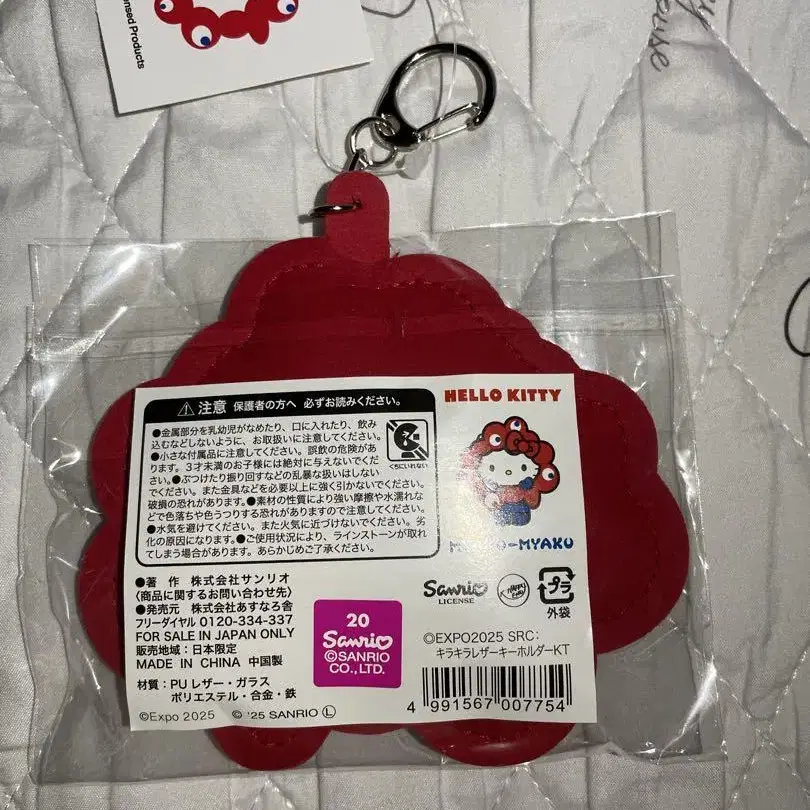 Licensed Products
⚠注意 保護者の方へ 必ずお読みください。
●金属部分を乳幼児がなめたり、口に入れたり、飲み
込むなどしないように、お取扱いに注意してください。
●小さな付属品に注意してください。誤飲の危険があ
ります。3才未満のお子様には絶対に与えないでくだ
さい。●ぶつけたり振り回すなどの乱暴な扱いはしない
でください。また金具などを必要以上に強く引かないでください。
破損の恐れがあります。●素材の性質により強い摩擦や水濡れな
どで色落ちや色うつりする恐れがありますので注意してください。
●水気を避けてください。また火気に近づけないでください。劣
化の原因になります。●ご使用状況により、ラインストーンが取れ
てしまう場合があります。あらかじめご了承ください。
くちにいれない
HELLO KITTY
-MYAKU
●著 作 株式会社サンリオ
〈商品に関するお問い合わせ先〉
●発売元 株式会社あすなろ舎
フリーダイヤル 0120-334-337
FOR SALE IN JAPAN ONLY
販売地域：日本限定
MADE IN CHINA 中国製
材質：PU レザー・ガラス
ポリエステル・合金・鉄
©Expo 2025 © '25 SANRIO Ⓛ
20
Sanrio
©SANRIO
CO.,LTD.
Sanrio
LICENSE
プラ
外袋
©EXPO2025 SRC:
キラキラレザーキーホルダーKT
4 991567 007754